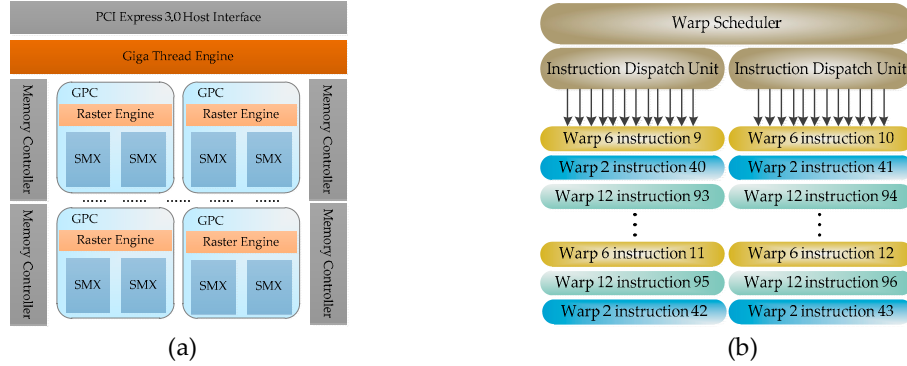 PCI Express 3.0 Host Interface
Giga Thread Engine
Memory Controller
GPC
Raster Engine
SMX SMX
GPC
Raster Engine
SMX SMX
Memory Controller
Memory Controller
GPC
Raster Engine
SMX SMX
GPC
Raster Engine
SMX SMX
Memory Controller
(a)
Warp Scheduler
Instruction Dispatch Unit Instruction Dispatch Unit
Warp 6 instruction 9 Warp 6 instruction 10
Warp 2 instruction 40 Warp 2 instruction 41
Warp 12 instruction 93 Warp 12 instruction 94
Warp 6 instruction 11 Warp 6 instruction 12
Warp 12 instruction 95 Warp 12 instruction 96
Warp 2 instruction 42 Warp 2 instruction 43
(b)